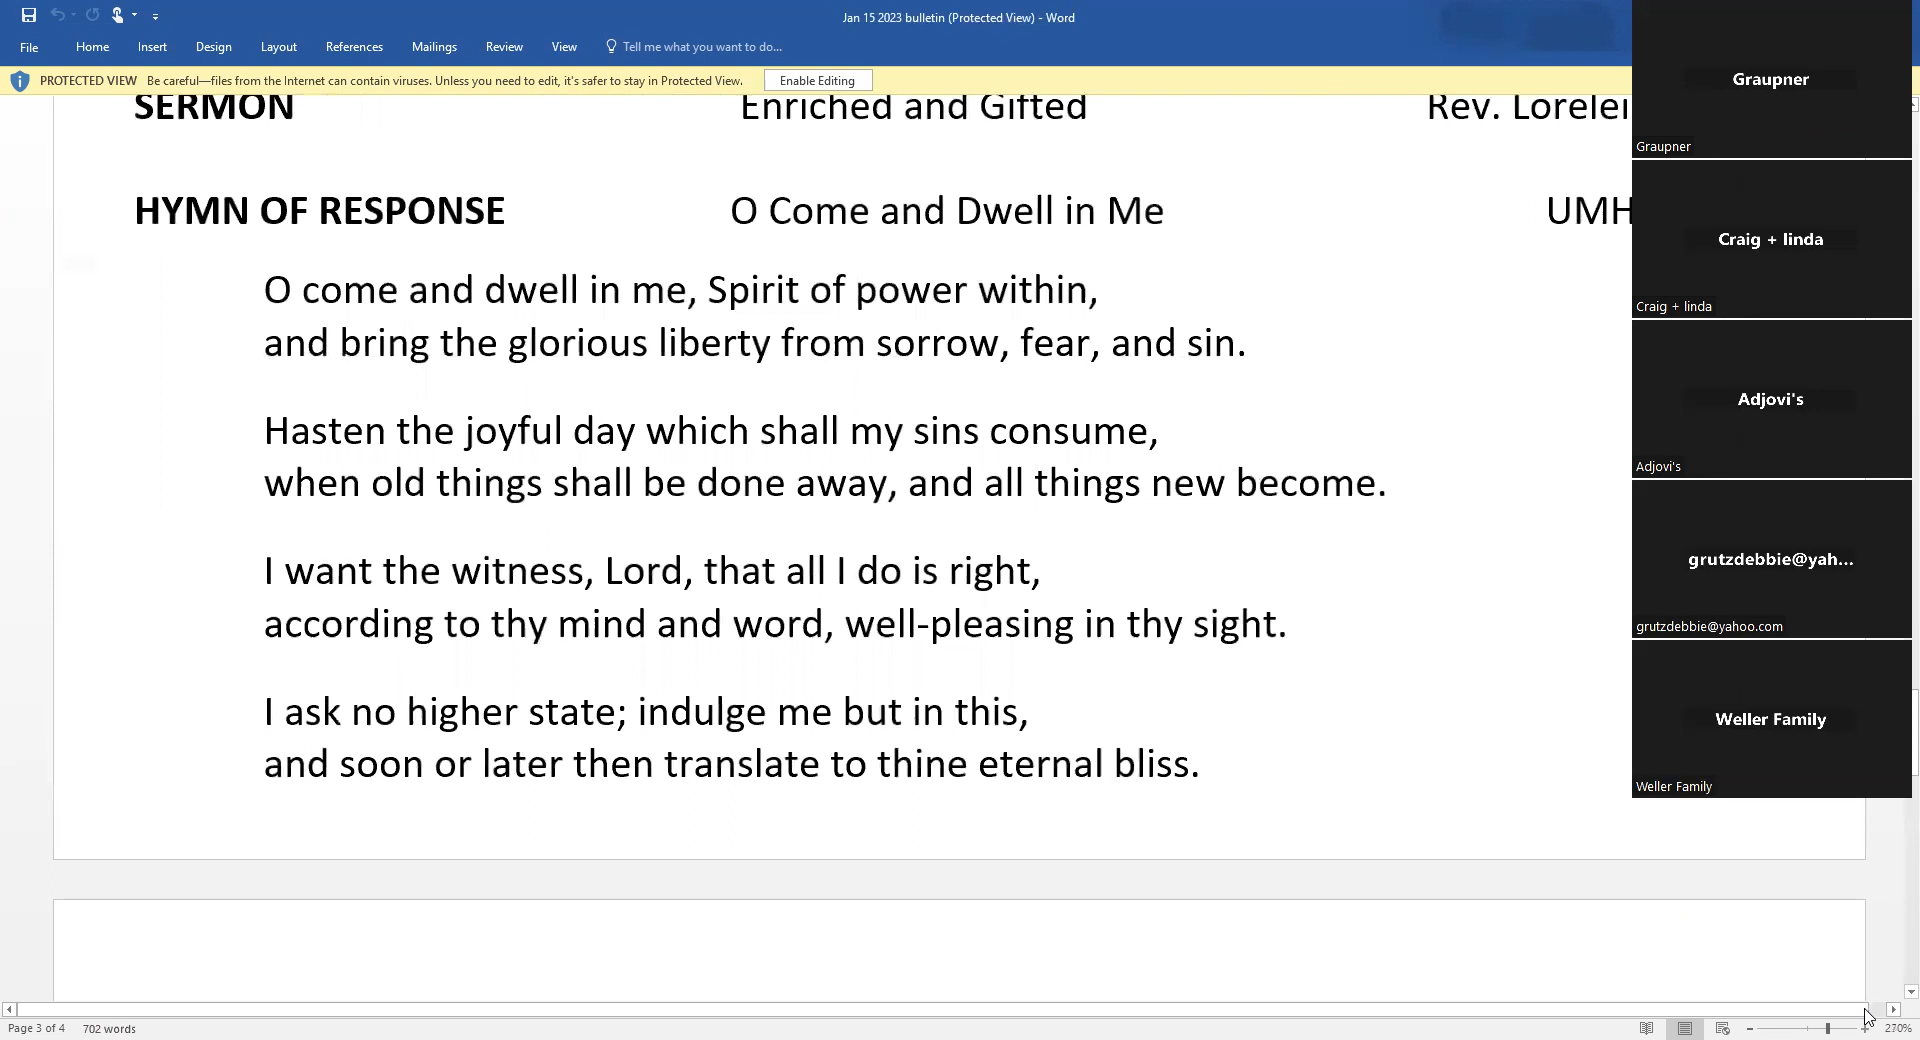 Jan 15 2023 bulletin (Protected View) - Word
File Home Insert Design Layout References Mailings Review View Tell me what you want to do...
PROTECTED VIEW Be careful—files from the Internet can contain viruses. Unless you need to edit, it's safer to stay in Protected View. Enable Editing
SERMON Enriched and Gifted Rev. Lorelei
HYMN OF RESPONSE O Come and Dwell in Me UMH
O come and dwell in me, Spirit of power within,
and bring the glorious liberty from sorrow, fear, and sin.
Hasten the joyful day which shall my sins consume,
when old things shall be done away, and all things new become.
I want the witness, Lord, that all I do is right,
according to thy mind and word, well-pleasing in thy sight.
I ask no higher state; indulge me but in this,
and soon or later then translate to thine eternal bliss.
Graupner
Graupner
Craig + linda
Craig + linda
Adjovi's
Adjovi's
grutzdebbie@yah...
grutzdebbie@yahoo.com
Weller Family
Weller Family
Page 3 of 4 702 words 270%